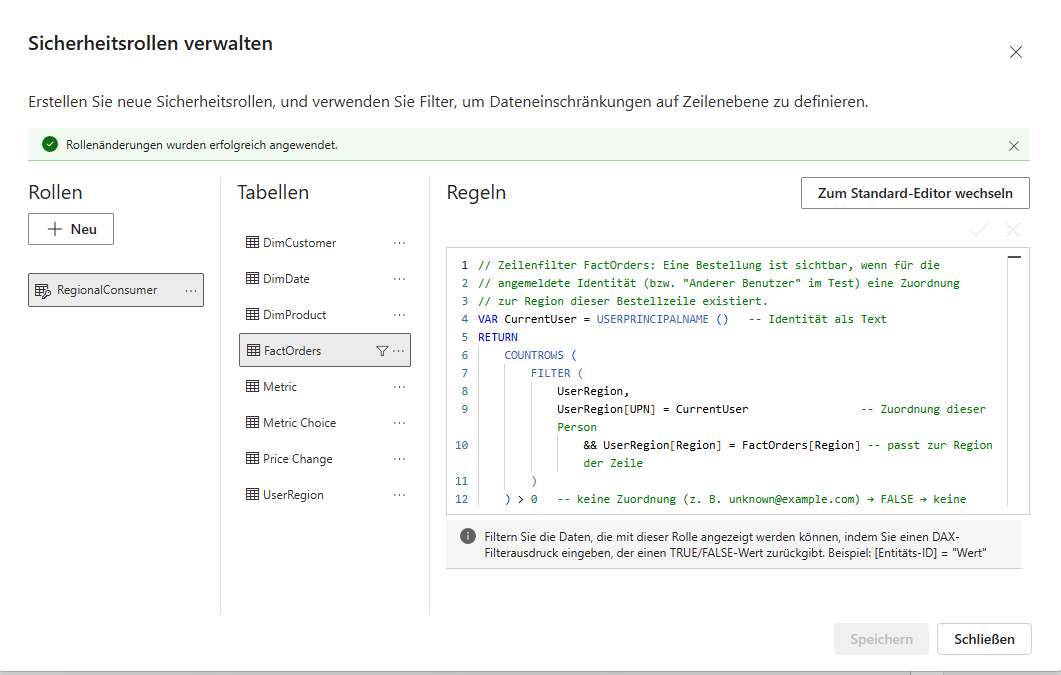 Sicherheitsrollen verwalten
Erstellen Sie neue Sicherheitsrollen, und verwenden Sie Filter, um Dateneinschränkungen auf Zeilenebene zu definieren.
Rollenänderungen wurden erfolgreich angewendet.
Rollen
Neu
RegionalConsumer
Tabellen
DimCustomer
DimDate
DimProduct
FactOrders
Metric
Metric Choice
Price Change
UserRegion
Regeln
Zum Standard-Editor wechseln
1 // Zeilenfilter FactOrders: Eine Bestellung ist sichtbar, wenn für die
2 // angemeldete Identität (bzw. "Anderer Benutzer" im Test) eine Zuordnung
3 // zur Region dieser Bestellzeile existiert.
4 VAR CurrentUser = USERPRINCIPALNAME () -- Identität als Text
5 RETURN
6 COUNTROWS (
7 FILTER (
8 UserRegion,
9 UserRegion[UPN] = CurrentUser -- Zuordnung dieser
Person
10 && UserRegion[Region] = FactOrders[Region] -- passt zur Region
der Zeile
11 )
12 ) > 0 -- keine Zuordnung (z. B. unknown@example.com) → FALSE → keine
Filtern Sie die Daten, die mit dieser Rolle angezeigt werden können, indem Sie einen DAX-
Filterausdruck eingeben, der einen TRUE/FALSE-Wert zurückgibt. Beispiel: [Entitäts-ID] = "Wert"
Speichern
Schließen